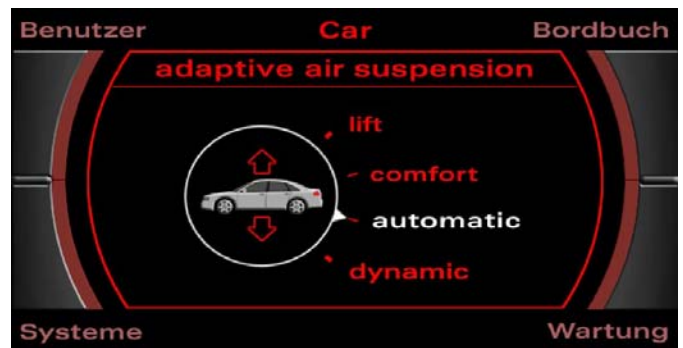 Benutzer Car Bordbuch
adaptive air suspension
lift
comfort
automatic
dynamic
Systeme Wartung